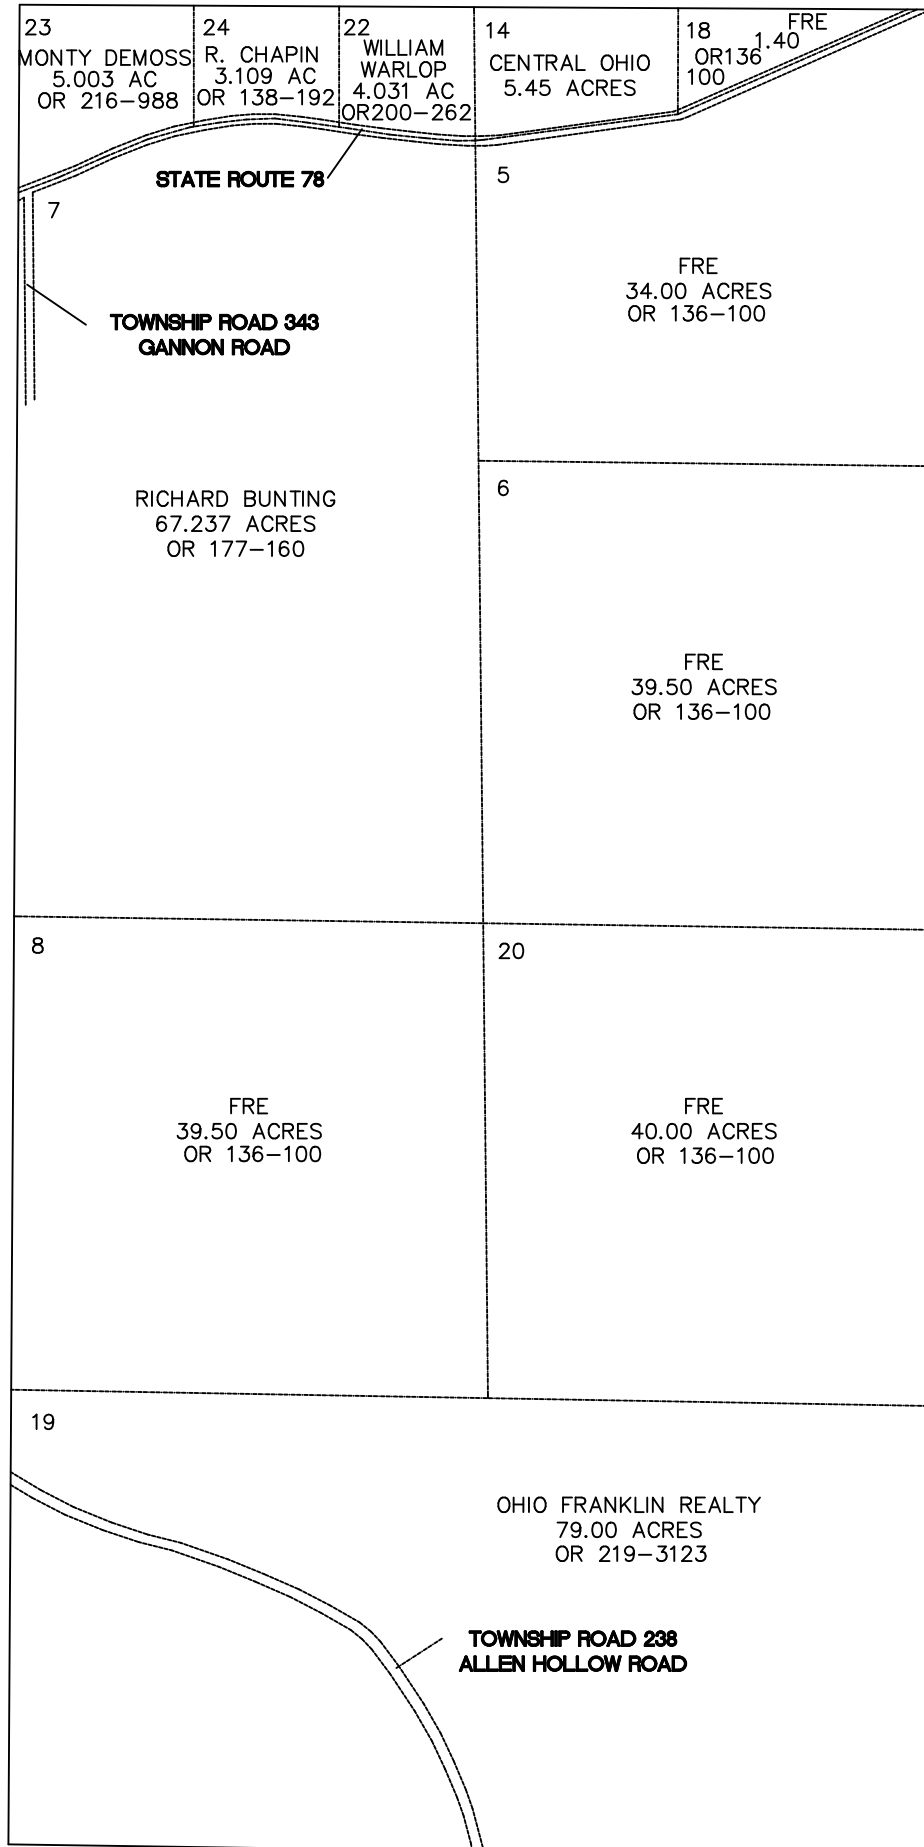 23
MONTY DEMOSS
5.003 AC
OR 216-988
24
R. CHAPIN
3.109 AC
OR 138-192
22
WILLIAM
WARLOP
4.031 AC
OR200-262
14
CENTRAL OHIO
5.45 ACRES
18
FRE
1.40
OR136
100
STATE ROUTE 78
5
FRE
34.00 ACRES
OR 136-100
7
TOWNSHIP ROAD 343
GANNON ROAD
RICHARD BUNTING
67.237 ACRES
OR 177-160
6
FRE
39.50 ACRES
OR 136-100
8
FRE
39.50 ACRES
OR 136-100
20
FRE
40.00 ACRES
OR 136-100
19
OHIO FRANKLIN REALTY
79.00 ACRES
OR 219-3123
TOWNSHIP ROAD 238
ALLEN HOLLOW ROAD